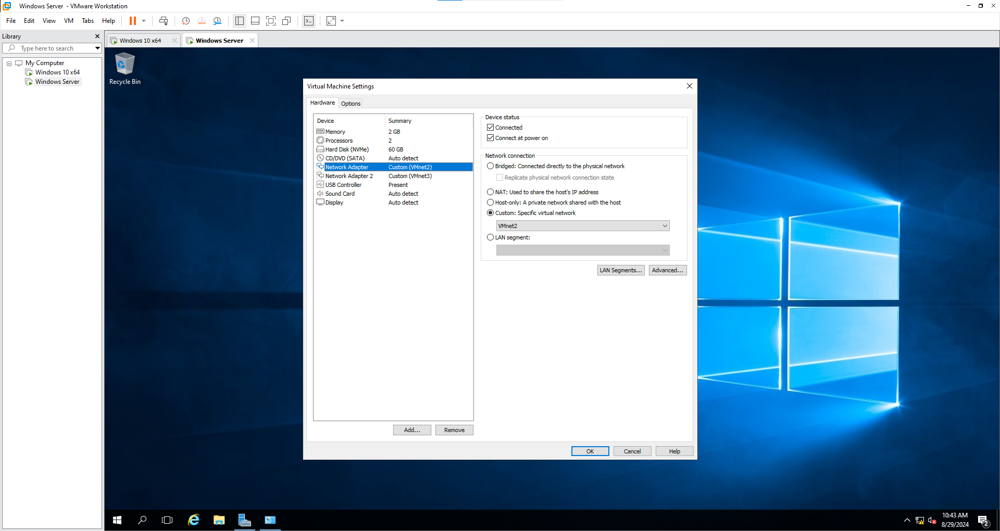 Windows Server - VMware Workstation
File Edit View VM Tabs Help
Library
Type here to search
My Computer
Windows 10 x64
Windows Server
Windows 10 x64
Windows Server
Recycle Bin
Virtual Machine Settings
Hardware
Options
Device Summary
Memory 2 GB
Processors 2
Hard Disk (NVMe) 60 GB
CD/DVD (SATA) Auto detect
Network Adapter Custom (VMnet2)
Network Adapter 2 Custom (VMnet3)
USB Controller Present
Sound Card Auto detect
Display Auto detect
Add...
Remove
Device status
Connected
Connect at power on
Network connection
Bridged: Connected directly to the physical network
Replicate physical network connection state
NAT: Used to share the host's IP address
Host-only: A private network shared with the host
Custom: Specific virtual network
VMnet2
LAN segment:
LAN Segments...
Advanced...
OK
Cancel
Help
10:43 AM
8/29/2024
2